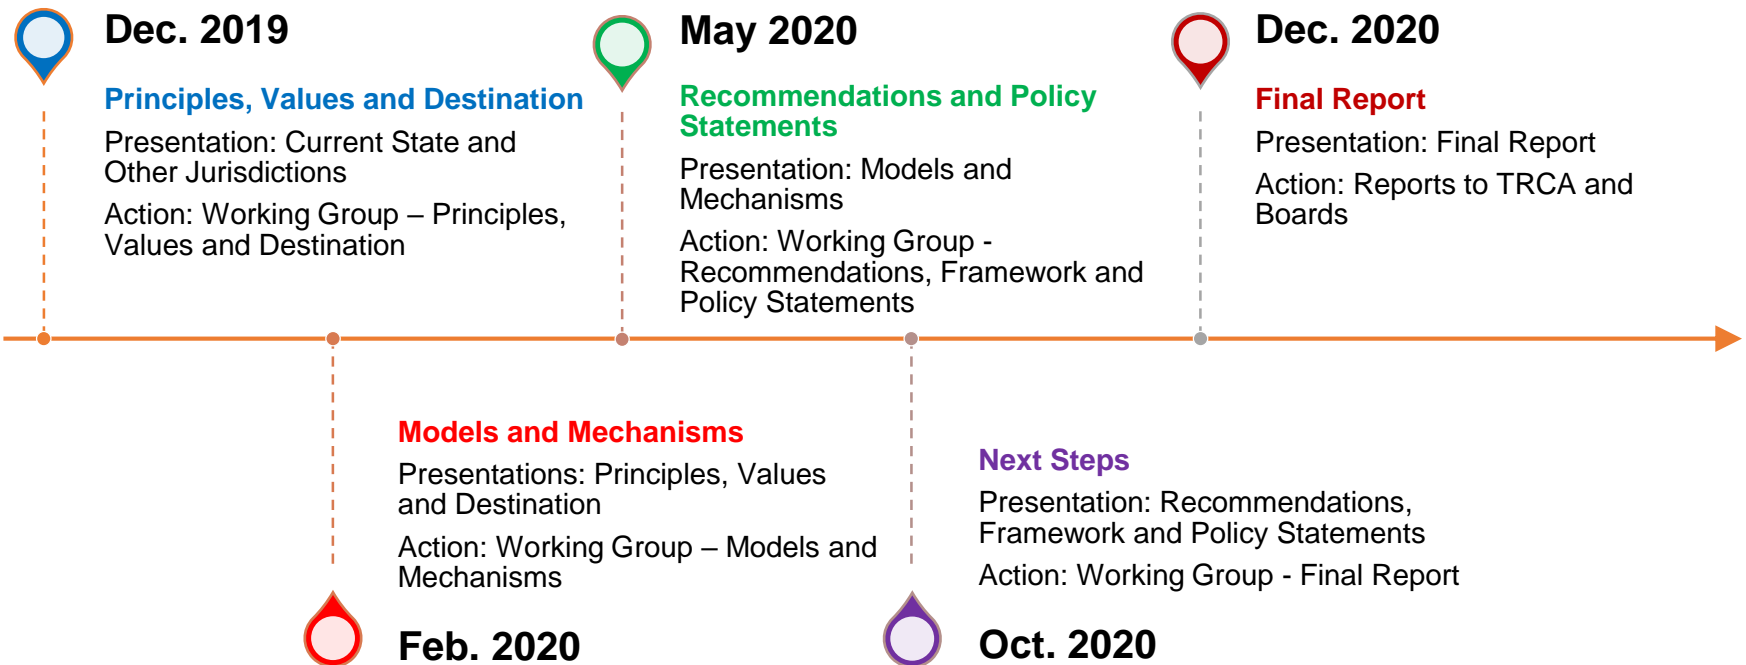 Dec. 2019
Principles, Values and Destination
Presentation: Current State and
Other Jurisdictions
Action: Working Group – Principles,
Values and Destination
May 2020
Recommendations and Policy
Statements
Presentation: Models and
Mechanisms
Action: Working Group -
Recommendations, Framework and
Policy Statements
Dec. 2020
Final Report
Presentation: Final Report
Action: Reports to TRCA and
Boards
Models and Mechanisms
Presentations: Principles, Values
and Destination
Action: Working Group – Models and
Mechanisms
Feb. 2020
Next Steps
Presentation: Recommendations,
Framework and Policy Statements
Action: Working Group - Final Report
Oct. 2020